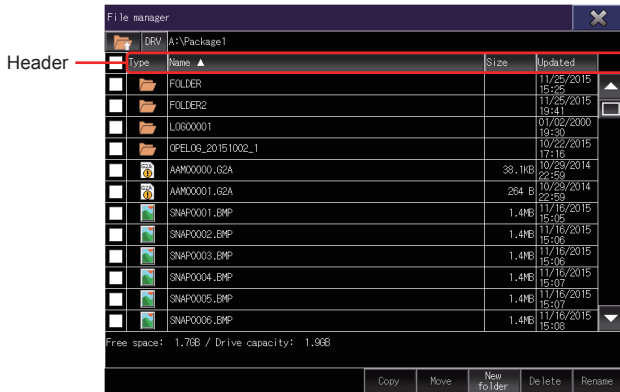 File manager
DRV A:\Package1
Header
Type Name ▲ Size Updated
FOLDER 11/25/2015 15:25
FOLDER2 11/25/2015 19:41
LOG00001 01/02/2000 19:30
OPELOG_20151002_1 10/22/2015 17:16
G2A AAM00000.G2A 38.1KB 10/29/2014 22:59
G2A AAM00001.G2A 264 B 10/29/2014 22:59
SNAP0001.BMP 1.4MB 11/16/2015 15:05
SNAP0002.BMP 1.4MB 11/16/2015 15:06
SNAP0003.BMP 1.4MB 11/16/2015 15:06
SNAP0004.BMP 1.4MB 11/16/2015 15:07
SNAP0005.BMP 1.4MB 11/16/2015 15:07
SNAP0006.BMP 1.4MB 11/16/2015 15:08
Free space: 1.7GB / Drive capacity: 1.9GB
Copy Move New folder Delete Rename